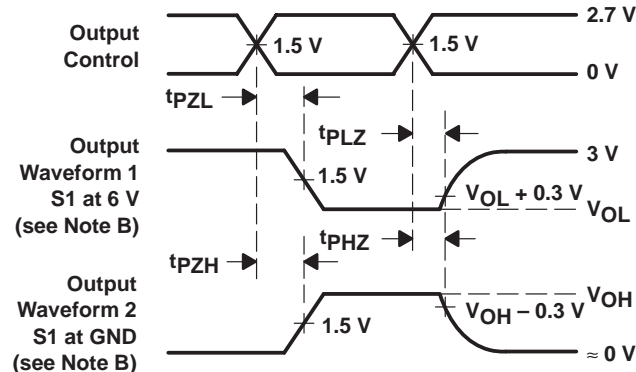 2.7 V
Output
Control
1.5 V
1.5 V
0 V
tPZL
tPLZ
Output
Waveform 1
S1 at 6 V
(see Note B)
3 V
1.5 V
VOL + 0.3 V
VOL
tPZH
tPHZ
Output
Waveform 2
S1 at GND
(see Note B)
VOH
VOH – 0.3 V
1.5 V
≈ 0 V